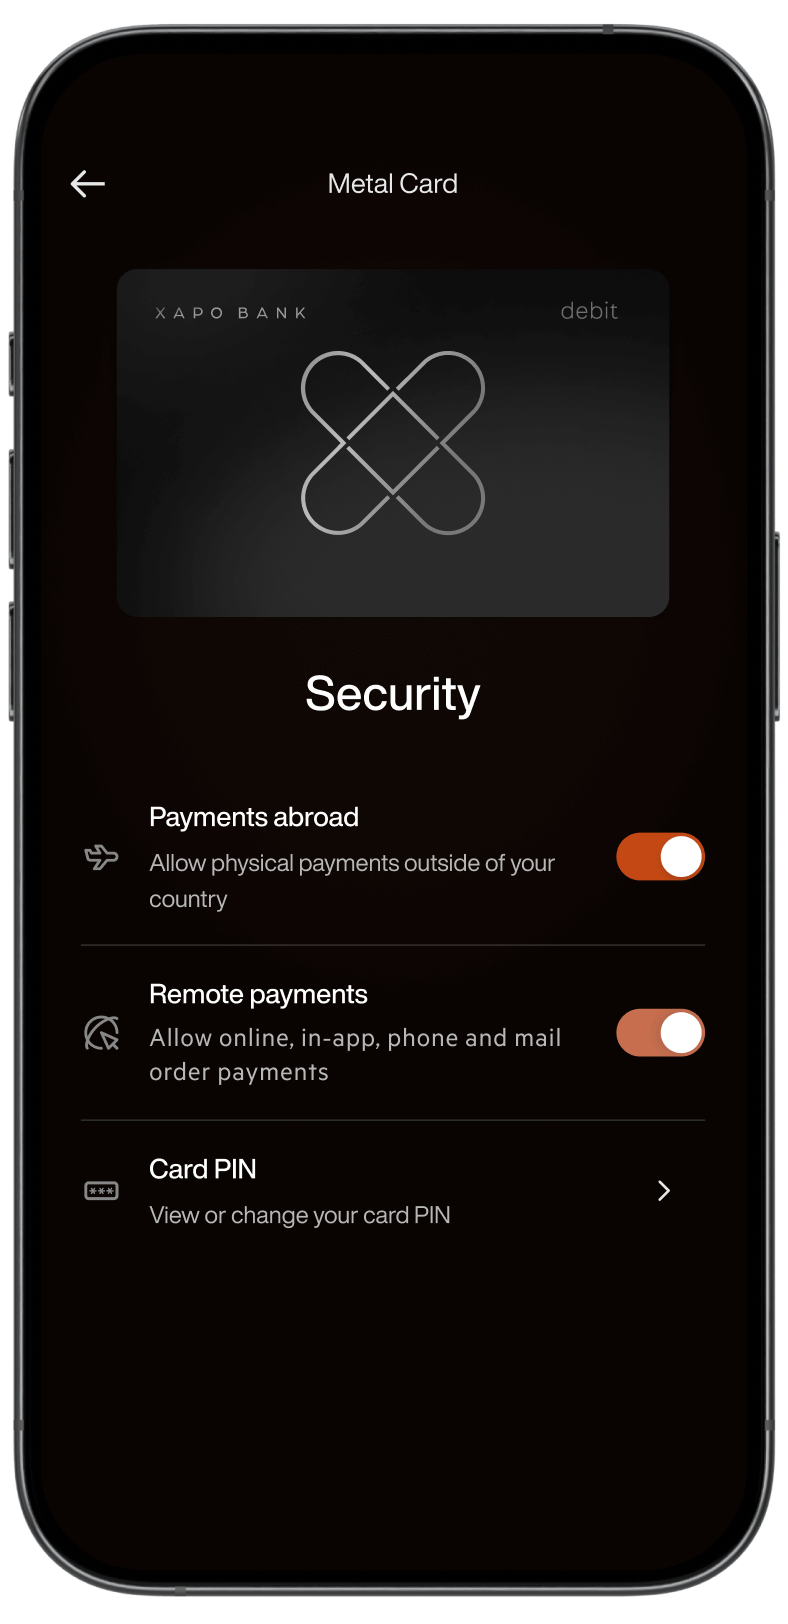 Metal Card
XAPO BANK
debit
Security
Payments abroad
Allow physical payments outside of your
country
Remote payments
Allow online, in-app, phone and mail
order payments
***
Card PIN
View or change your card PIN